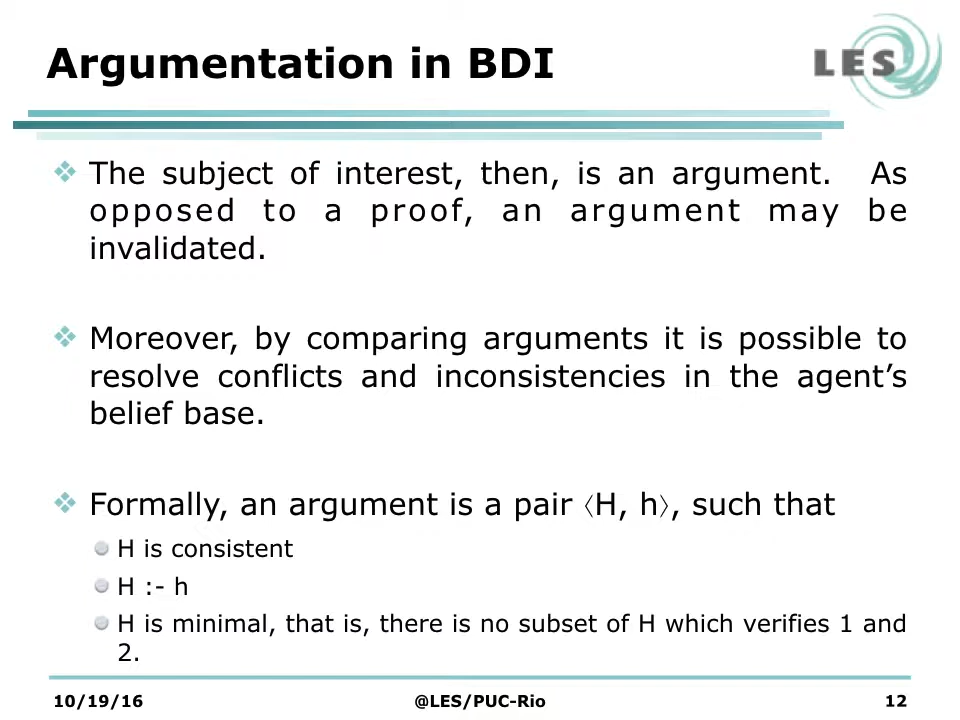 Argumentation in BDI
LES
The subject of interest, then, is an argument. As
opposed to a proof, an argument may be
invalidated.
Moreover, by comparing arguments it is possible to
resolve conflicts and inconsistencies in the agent’s
belief base.
Formally, an argument is a pair 〈H, h〉, such that
H is consistent
H :- h
H is minimal, that is, there is no subset of H which verifies 1 and
2.
10/19/16 @LES/PUC-Rio 12